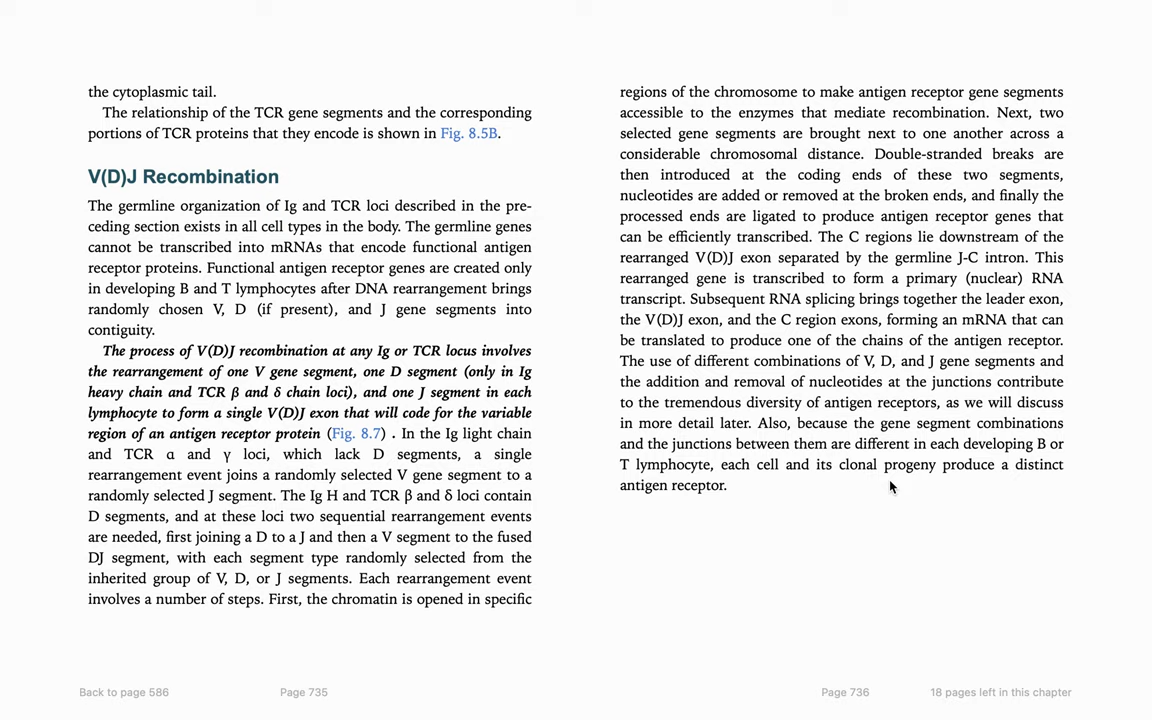 the cytoplasmic tail.
The relationship of the TCR gene segments and the corresponding
portions of TCR proteins that they encode is shown in Fig. 8.5B.
V(D)J Recombination
The germline organization of Ig and TCR loci described in the pre-
ceding section exists in all cell types in the body. The germline genes
cannot be transcribed into mRNAs that encode functional antigen
receptor proteins. Functional antigen receptor genes are created only
in developing B and T lymphocytes after DNA rearrangement brings
randomly chosen V, D (if present), and J gene segments into
contiguity.
The process of V(D)J recombination at any Ig or TCR locus involves
the rearrangement of one V gene segment, one D segment (only in Ig
heavy chain and TCR β and δ chain loci), and one J segment in each
lymphocyte to form a single V(D)J exon that will code for the variable
region of an antigen receptor protein (Fig. 8.7) . In the Ig light chain
and TCR α and γ loci, which lack D segments, a single
rearrangement event joins a randomly selected V gene segment to a
randomly selected J segment. The Ig H and TCR β and δ loci contain
D segments, and at these loci two sequential rearrangement events
are needed, first joining a D to a J and then a V segment to the fused
DJ segment, with each segment type randomly selected from the
inherited group of V, D, or J segments. Each rearrangement event
involves a number of steps. First, the chromatin is opened in specific
regions of the chromosome to make antigen receptor gene segments
accessible to the enzymes that mediate recombination. Next, two
selected gene segments are brought next to one another across a
considerable chromosomal distance. Double-stranded breaks are
then introduced at the coding ends of these two segments,
nucleotides are added or removed at the broken ends, and finally the
processed ends are ligated to produce antigen receptor genes that
can be efficiently transcribed. The C regions lie downstream of the
rearranged V(D)J exon separated by the germline J-C intron. This
rearranged gene is transcribed to form a primary (nuclear) RNA
transcript. Subsequent RNA splicing brings together the leader exon,
the V(D)J exon, and the C region exons, forming an mRNA that can
be translated to produce one of the chains of the antigen receptor.
The use of different combinations of V, D, and J gene segments and
the addition and removal of nucleotides at the junctions contribute
to the tremendous diversity of antigen receptors, as we will discuss
in more detail later. Also, because the gene segment combinations
and the junctions between them are different in each developing B or
T lymphocyte, each cell and its clonal progeny produce a distinct
antigen receptor.
Back to page 586
Page 735
Page 736
18 pages left in this chapter